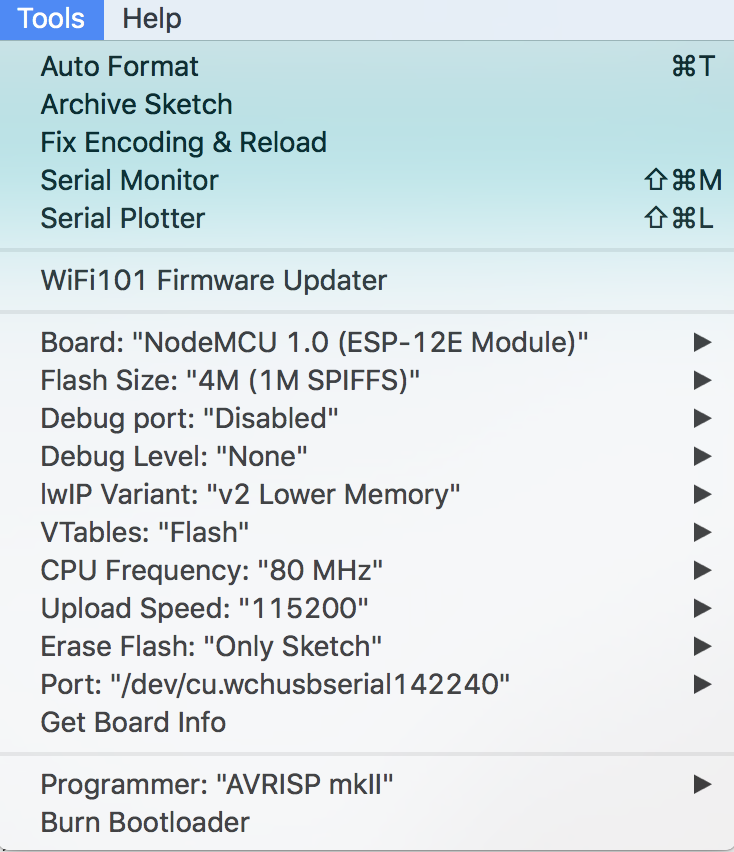 Tools Help
Auto Format ⌘T
Archive Sketch
Fix Encoding & Reload
Serial Monitor ⇧⌘M
Serial Plotter ⇧⌘L
WiFi101 Firmware Updater
Board: "NodeMCU 1.0 (ESP-12E Module)" ▶
Flash Size: "4M (1M SPIFFS)" ▶
Debug port: "Disabled" ▶
Debug Level: "None" ▶
lwIP Variant: "v2 Lower Memory" ▶
VTables: "Flash" ▶
CPU Frequency: "80 MHz" ▶
Upload Speed: "115200" ▶
Erase Flash: "Only Sketch" ▶
Port: "/dev/cu.wchusbserial142240" ▶
Get Board Info
Programmer: "AVRISP mkII" ▶
Burn Bootloader